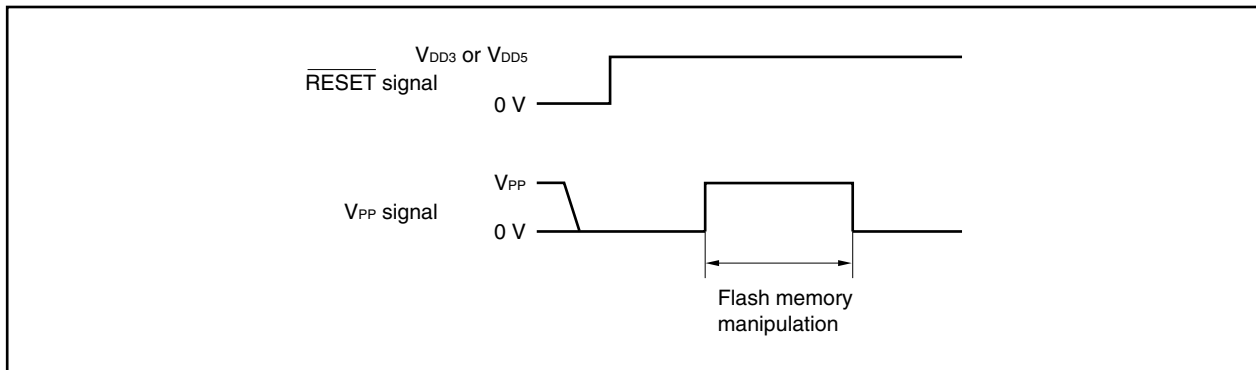 VDD3 or VDD5
RESET signal
0 V
VPP
VPP signal
0 V
Flash memory
manipulation